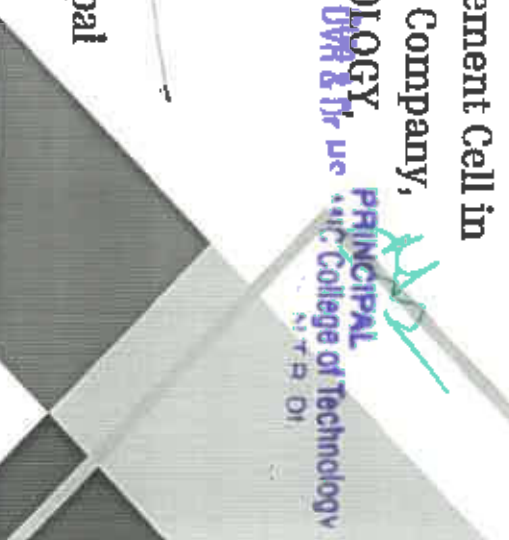 ement Cell in
Company,
OLOGY,
pal
PRINCIPAL
College of Technology